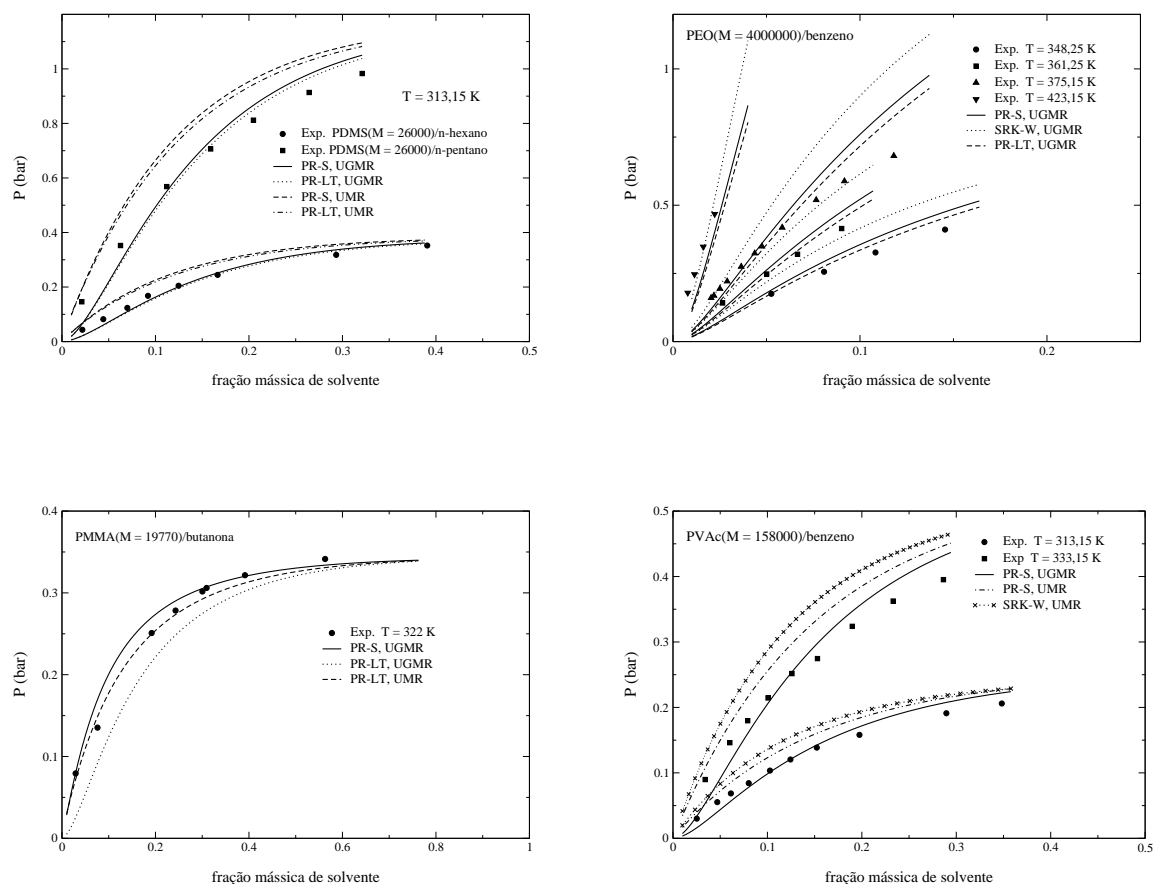 1
0.8
0.6
0.4
0.2
0
P (bar)
T = 313,15 K
Exp. PDMS(M = 26000)/n-hexano
Exp. PDMS(M = 26000)/n-pentano
PR-S, UGMR
PR-LT, UGMR
PR-S, UMR
PR-LT, UMR
0 0.1 0.2 0.3 0.4 0.5
fração mássica de solvente
PEO(M = 4000000)/benzeno
1
0.5
0
P (bar)
Exp. T = 348,25 K
Exp. T = 361,25 K
Exp. T = 375,15 K
Exp. T = 423,15 K
PR-S, UGMR
SRK-W, UGMR
PR-LT, UGMR
0 0.1 0.2
fração mássica de solvente
0.4
0.3
0.2
0.1
0
P (bar)
PMMA(M = 19770)/butanona
Exp. T = 322 K
PR-S, UGMR
PR-LT, UGMR
PR-LT, UMR
0 0.2 0.4 0.6 0.8 1
fração mássica de solvente
0.5
0.4
0.3
0.2
0.1
0
P (bar)
PVAc(M = 158000)/benzeno
Exp. T = 313,15 K
Exp T = 333,15 K
PR-S, UGMR
PR-S, UMR
SRK-W, UMR
0 0.1 0.2 0.3 0.4 0.5
fração mássica de solvente